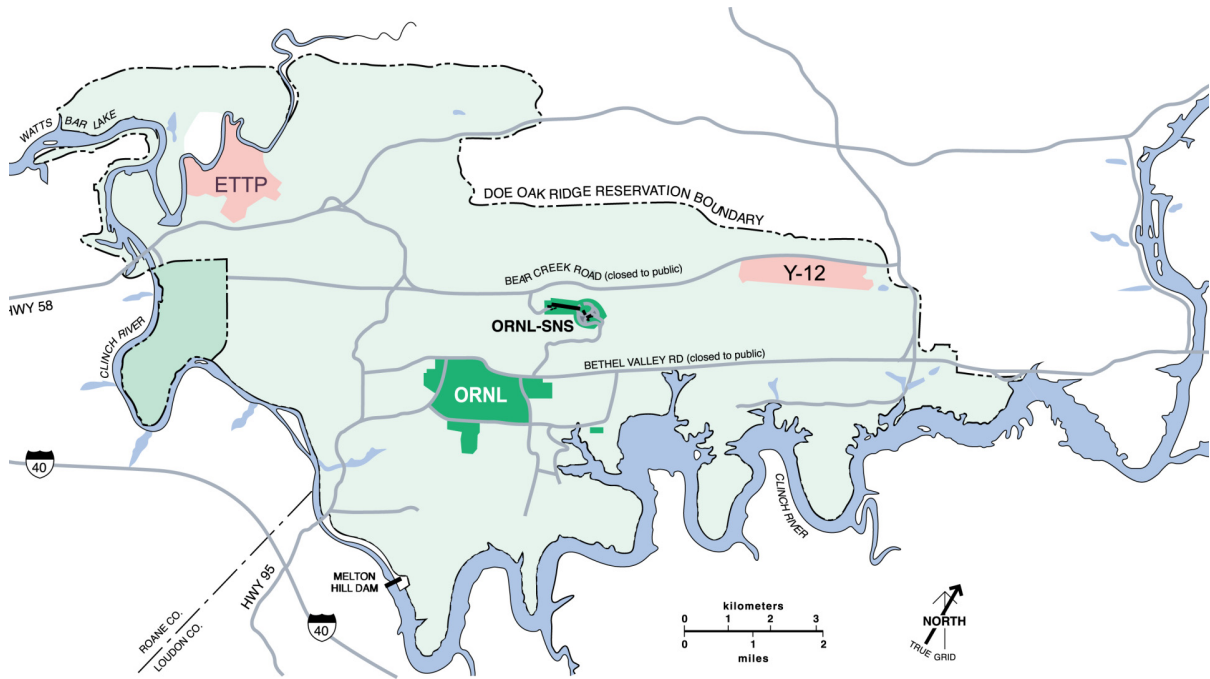 WATTS BAR LAKE
ETTP
DOE OAK RIDGE RESERVATION BOUNDARY
BEAR CREEK ROAD (closed to public)
Y-12
HWY 58
ORNL-SNS
CLINCH RIVER
BETHEL VALLEY RD (closed to public)
ORNL
40
CLINCH RIVER
MELTON
HILL DAM
HWY 95
40
ROANE CO.
LOUDON CO.
kilometers
0 1 2 3
0 1 2
miles
NORTH
TRUE GRID